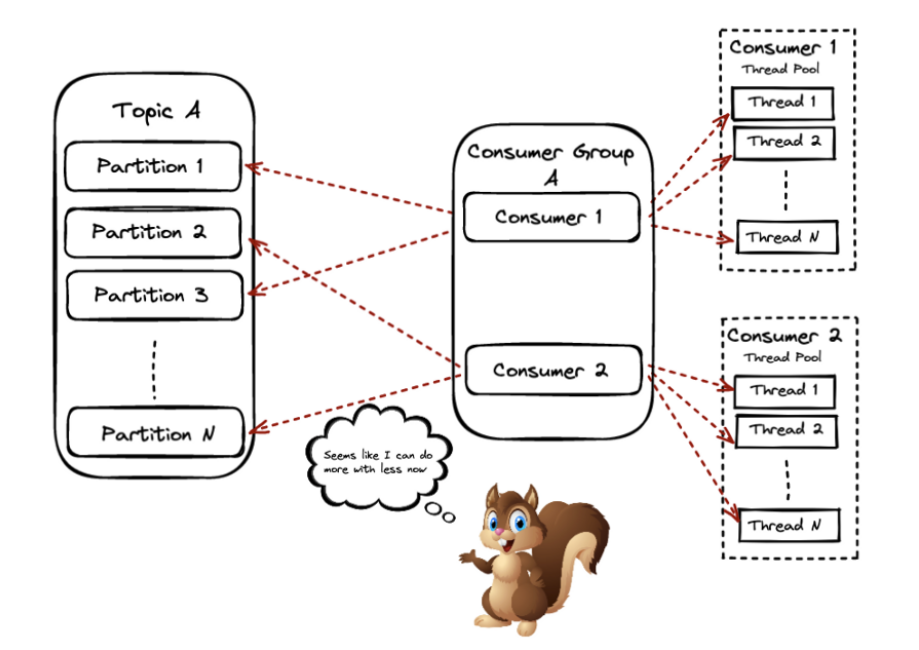 Topic A
Partition 1
Partition 2
Partition 3
Partition N
Consumer Group
A
Consumer 1
Consumer 2
Consumer 1
Thread Pool
Thread 1
Thread 2
Thread N
Consumer 2
Thread Pool
Thread 1
Thread 2
Thread N
Seems like I can do
more with less now